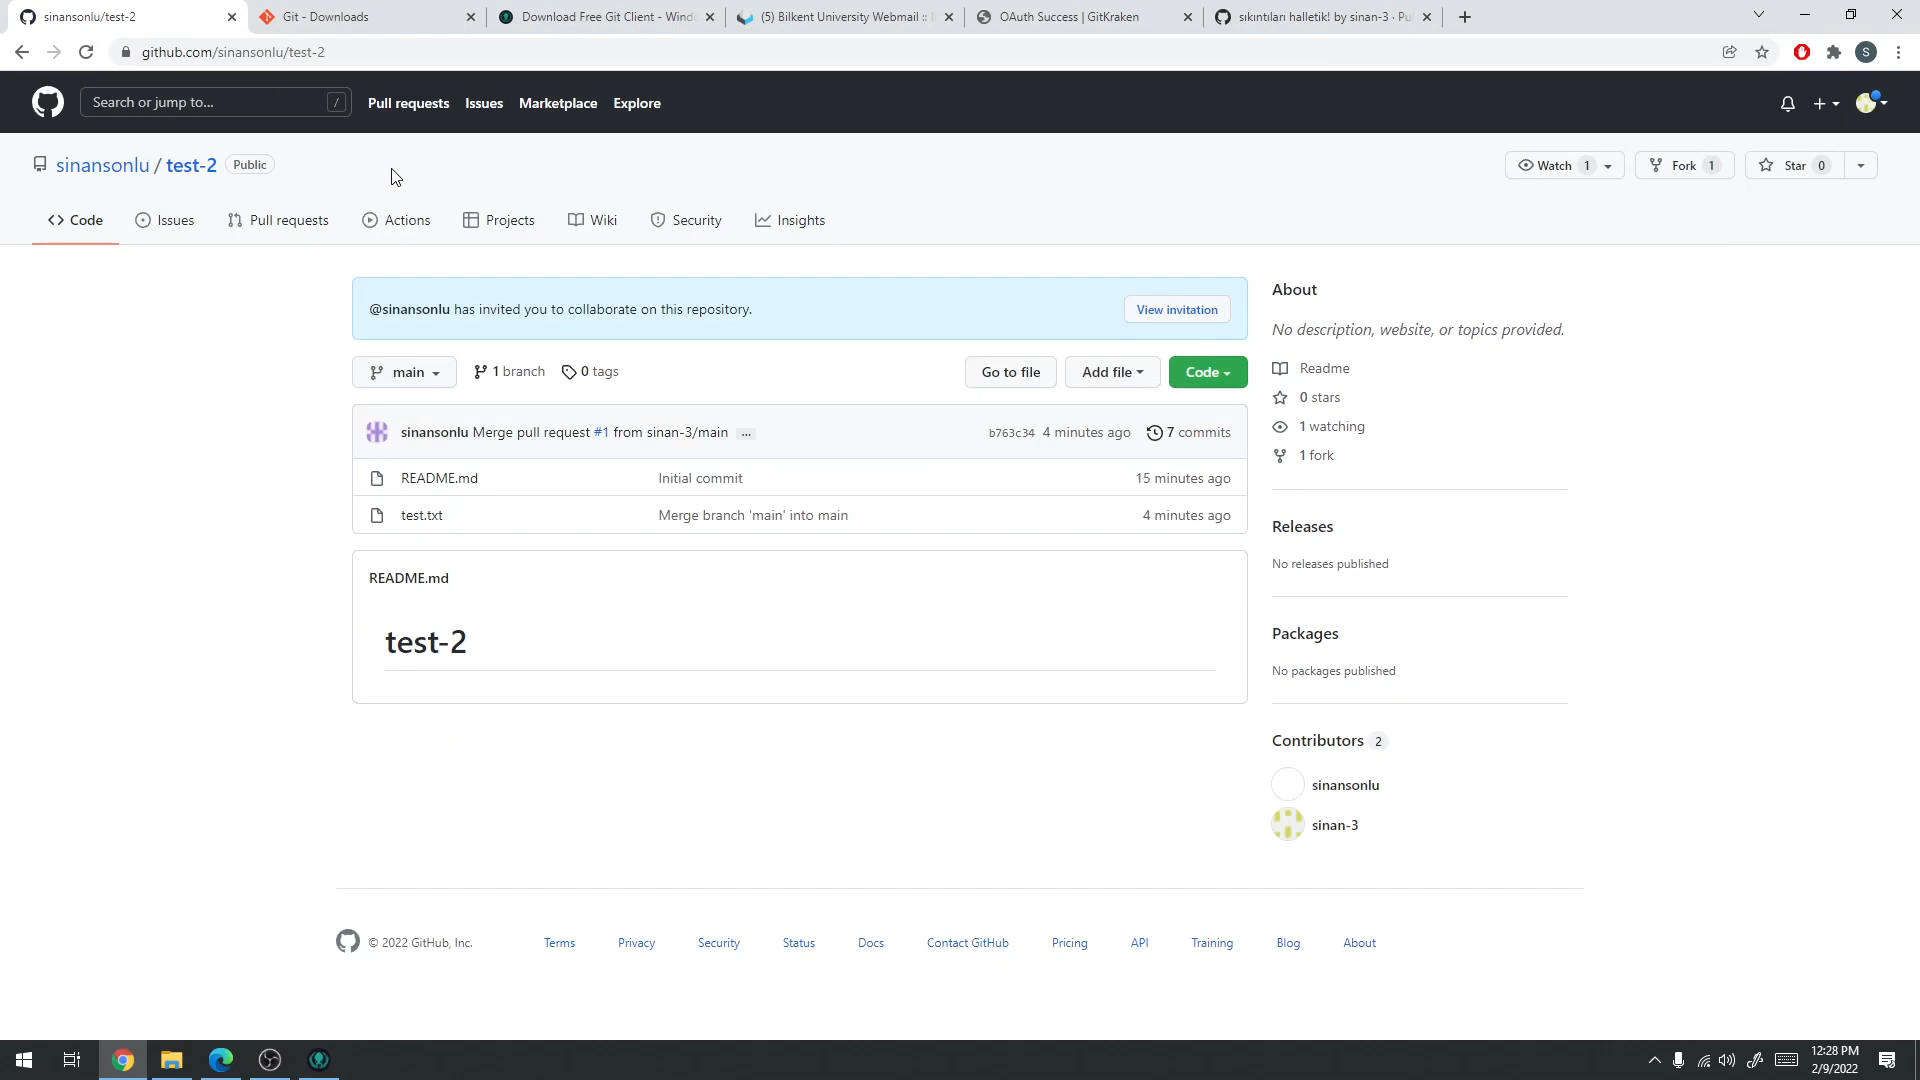 sinansonlu/test-2
Git - Downloads
Download Free Git Client - Wind
(5) Bilkent University Webmail ::
OAuth Success | GitKraken
sıkıntıları halletik! by sinan-3 · Pu
github.com/sinansonlu/test-2
S
Search or jump to...
/
Pull requests
Issues
Marketplace
Explore
sinansonlu / test-2
Public
Watch 1
Fork 1
Star 0
Code
Issues
Pull requests
Actions
Projects
Wiki
Security
Insights
@sinansonlu has invited you to collaborate on this repository.
View invitation
main
1 branch
0 tags
Go to file
Add file
Code
sinansonlu Merge pull request #1 from sinan-3/main ...
b763c34 4 minutes ago
7 commits
README.md
Initial commit
15 minutes ago
test.txt
Merge branch 'main' into main
4 minutes ago
README.md
test-2
About
No description, website, or topics provided.
Readme
0 stars
1 watching
1 fork
Releases
No releases published
Packages
No packages published
Contributors 2
sinansonlu
sinan-3
© 2022 GitHub, Inc.
Terms
Privacy
Security
Status
Docs
Contact GitHub
Pricing
API
Training
Blog
About
12:28 PM
2/9/2022